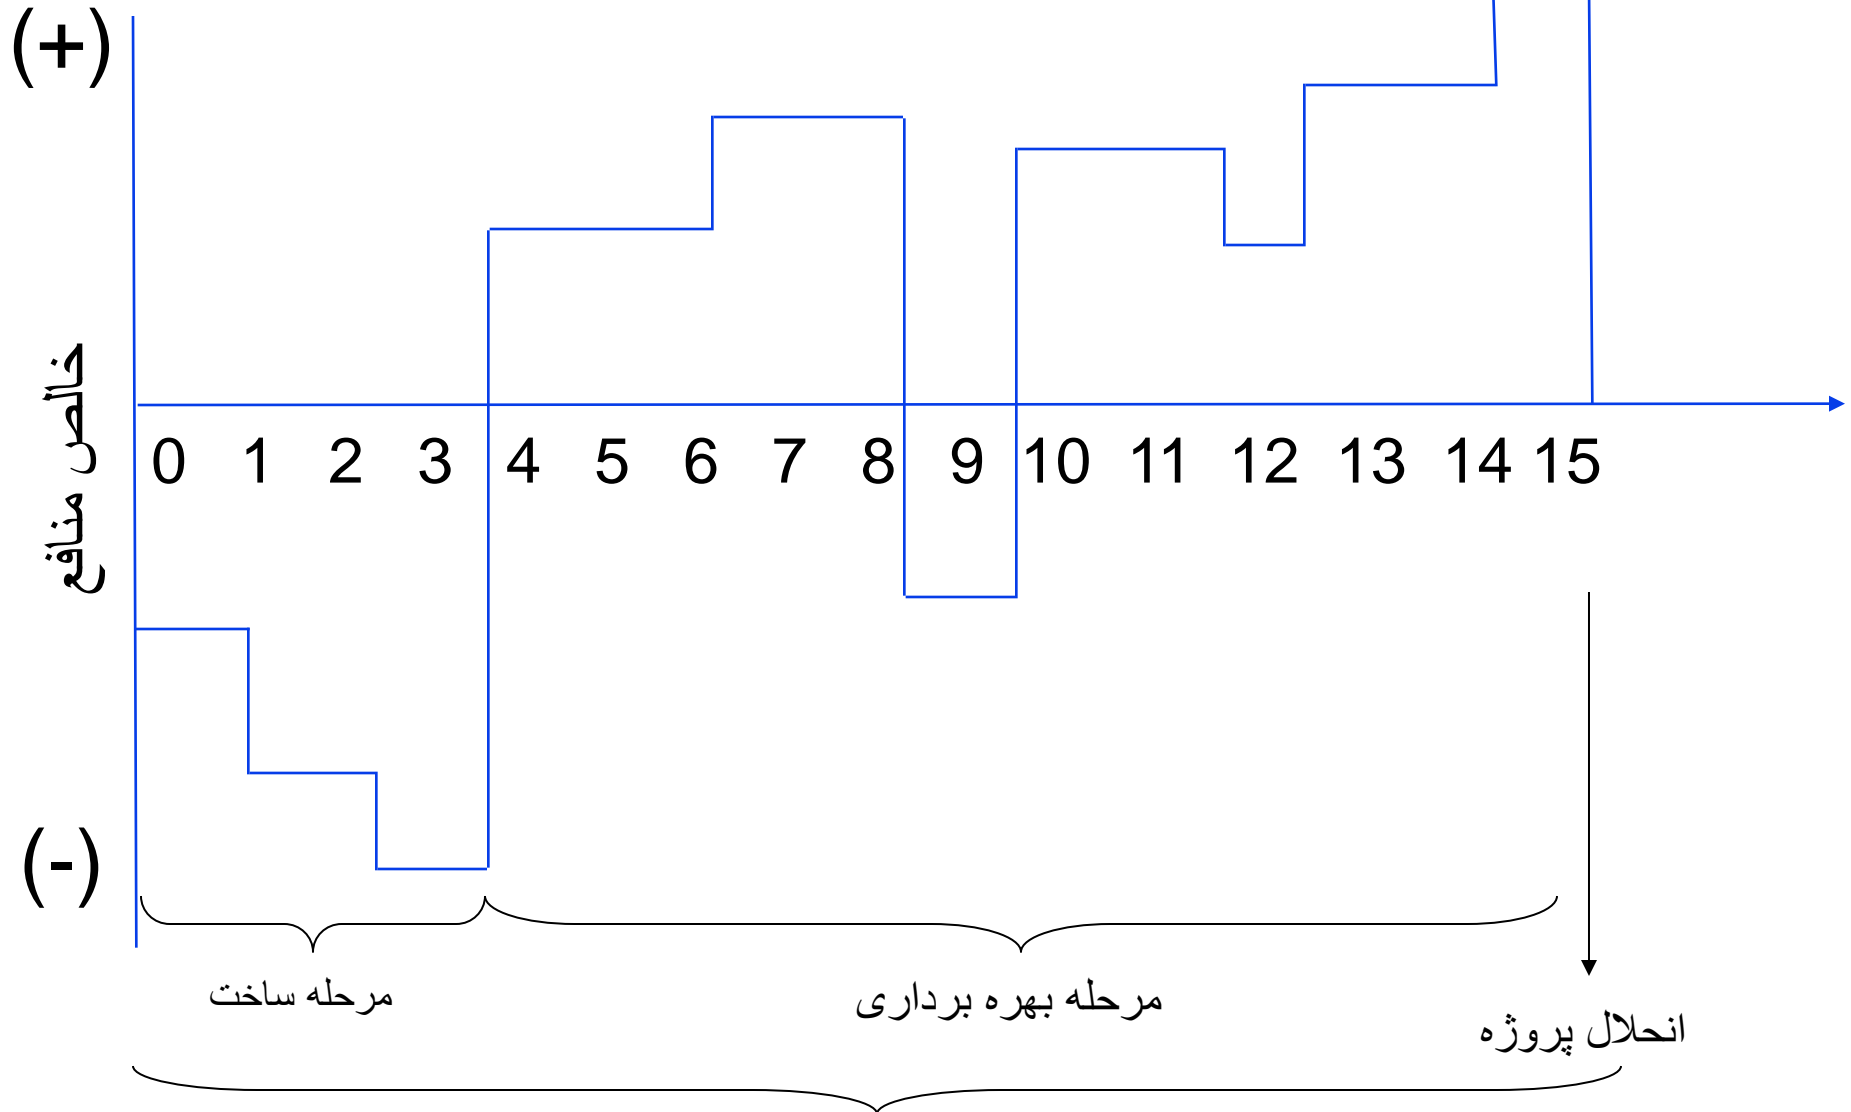 (+)
خالص منافع
0 1 2 3 4 5 6 7 8 9 10 11 12 13 14 15
(-)
مرحله ساخت
مرحله بهره برداری
انحلال پروژه